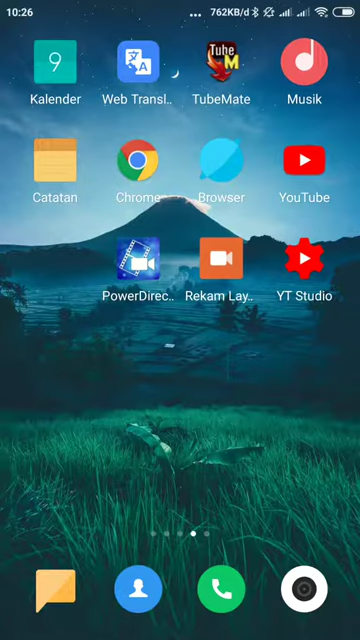 10:26 ... 762KB/d
9
Tube
M
Kalender Web Transl.. TubeMate Musik
Catatan Chrome Browser YouTube
PowerDirec.. Rekam Lay.. YT Studio